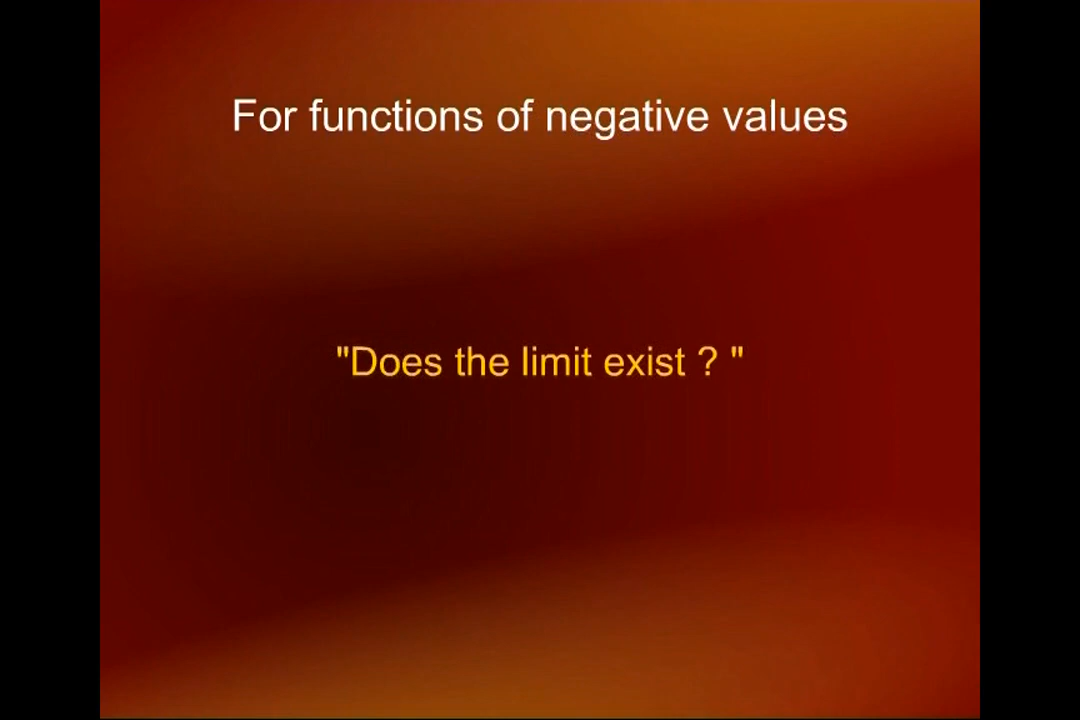 For functions of negative values
"Does the limit exist ? "